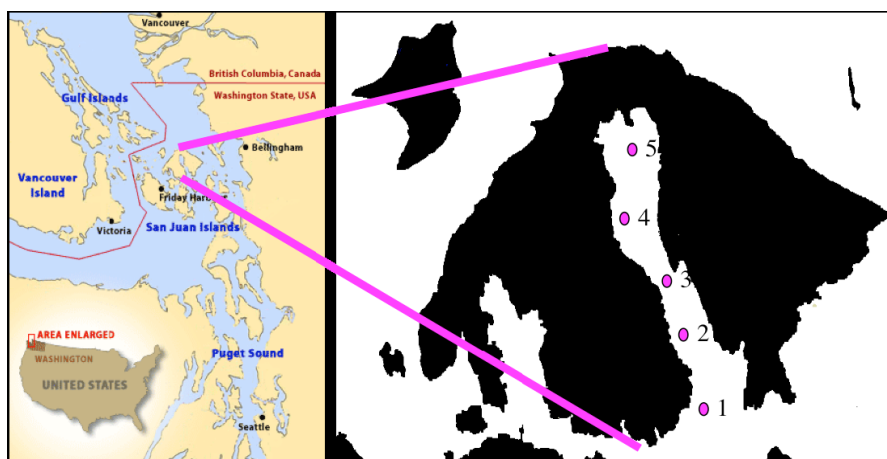 Vancouver
British Columbia, Canada
Washington State, USA
Gulf Islands
Bellingham
Vancouver
Island
Friday Har
Victoria
San Juan Islands
AREA ENLARGED
WASHINGTON
UNITED STATES
Puget Sound
Seattle
5
4
3
2
1